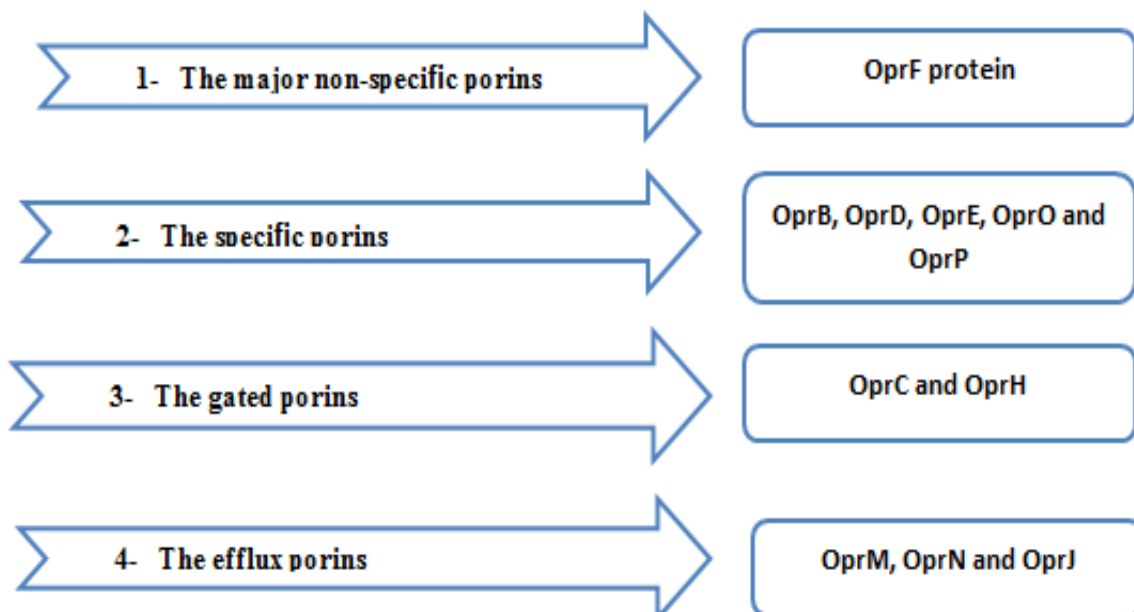 1- The major non-specific porins
OprF protein
2- The specific porins
OprB, OprD, OprE, OprO and
OprP
3- The gated porins
OprC and OprH
4- The efflux porins
OprM, OprN and OprJ